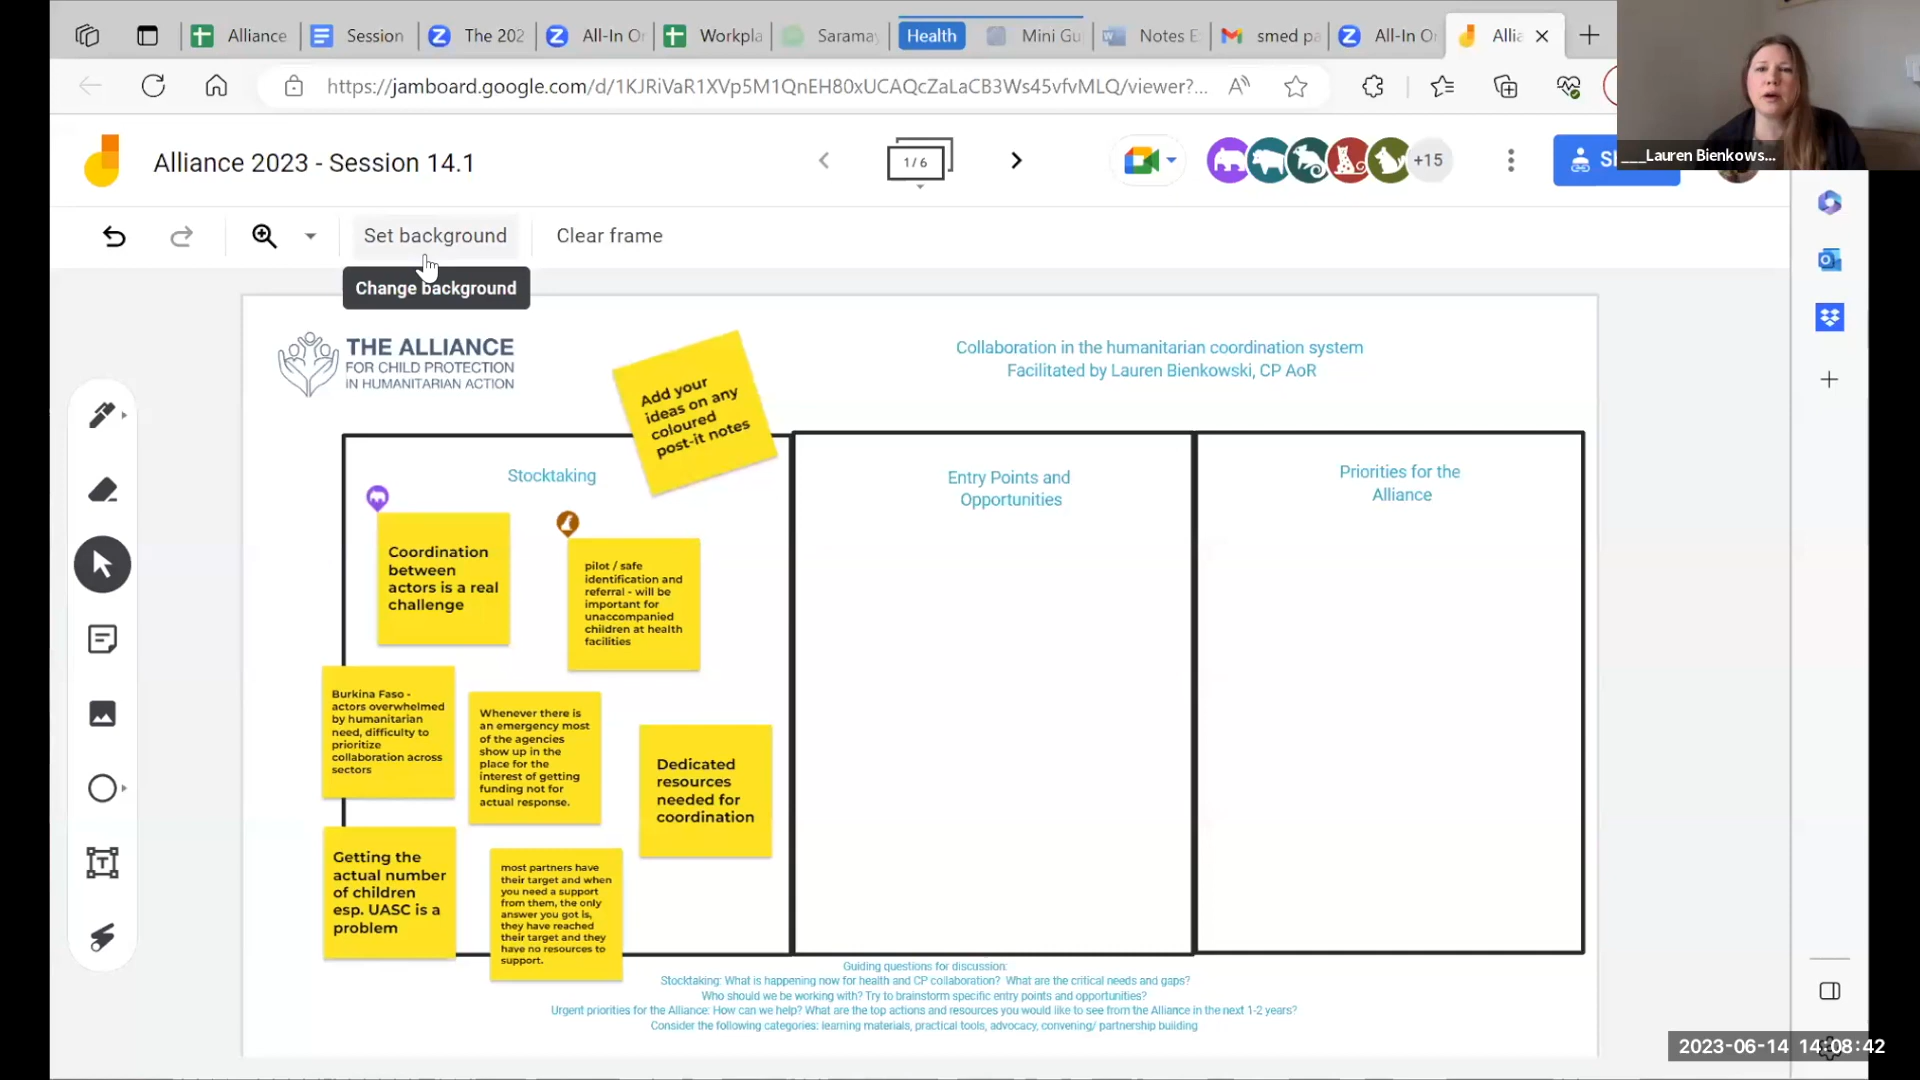 Alliance
Session
The 202
All-In Or
Workpla
Saramay
Health
Mini Gu
Notes E
smed pa
All-In Or
Allia
https://jamboard.google.com/d/1KJRiVaR1XVp5M1QnEH80xUCAQcZaLaCB3Ws45vfvMLQ/viewer?...
Alliance 2023 - Session 14.1
1 / 6
+15
___Lauren Bienkows...
Set background
Clear frame
Change background
THE ALLIANCE
FOR CHILD PROTECTION
IN HUMANITARIAN ACTION
Add your
ideas on any
coloured
post-it notes
Collaboration in the humanitarian coordination system
Facilitated by Lauren Bienkowski, CP AoR
Stocktaking
Coordination
between
actors is a real
challenge
pilot / safe
identification and
referral - will be
important for
unaccompanied
children at health
facilities
Burkina Faso -
actors overwhelmed
by humanitarian
need, difficulty to
prioritize
collaboration across
sectors
Whenever there is
an emergency most
of the agencies
show up in the
place for the
interest of getting
funding not for
actual response.
Dedicated
resources
needed for
coordination
Getting the
actual number
of children
esp. UASC is a
problem
most partners have
their target and when
you need a support
from them, the only
answer you got is,
they have reached
their target and they
have no resources to
support.
Entry Points and
Opportunities
Priorities for the
Alliance
Guiding questions for discussion:
Stocktaking: What is happening now for health and CP collaboration? What are the critical needs and gaps?
Who should we be working with? Try to brainstorm specific entry points and opportunities?
Urgent priorities for the Alliance: How can we help? What are the top actions and resources you would like to see from the Alliance in the next 1-2 years?
Consider the following categories: learning materials, practical tools, advocacy, convening/ partnership building
2023-06-14 14:08:42